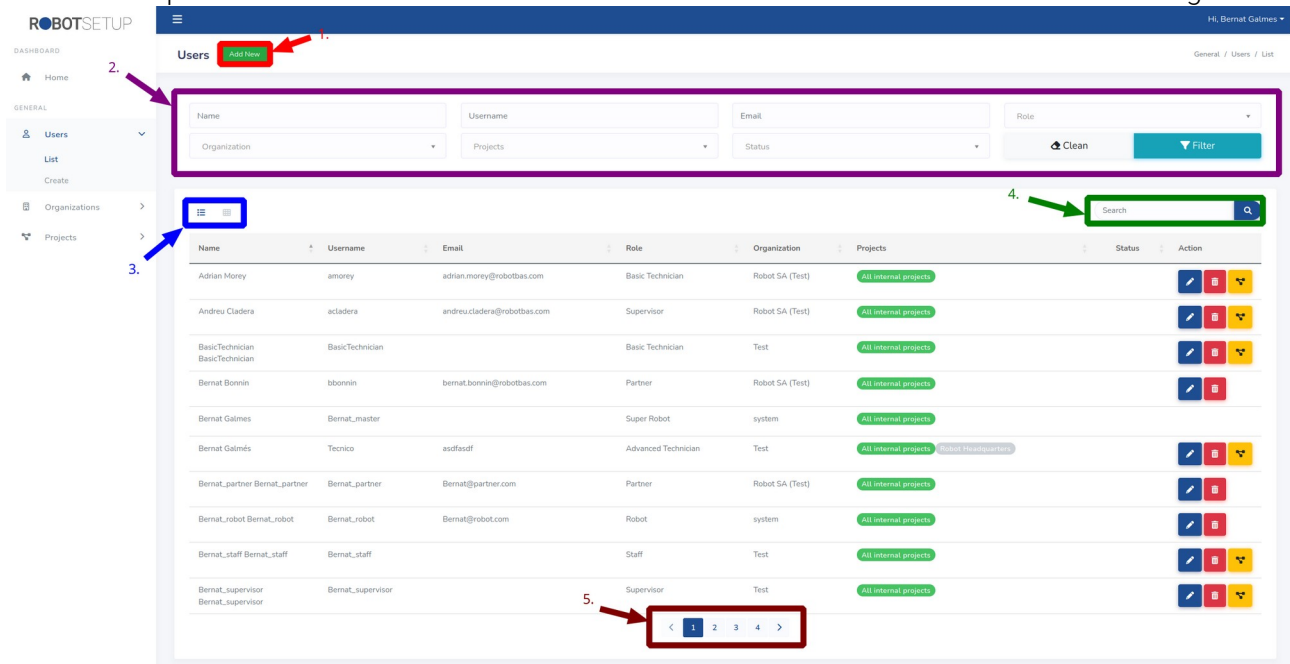 ROBOTSETUP
Hi, Bernat Galmes
DASHBOARD
Home
GENERAL
Users
List
Create
Organizations
Projects
Users Add New 1.
General / Users / List
2.
Name Username Email Role
Organization Projects Status Clean Filter
3.
4.
Search
Name Username Email Role Organization Projects Status Action
Adrian Morey amorey adrian.morey@robotbas.com Basic Technician Robot SA (Test) All internal projects
Andreu Cladera acladera andreu.cladera@robotbas.com Supervisor Robot SA (Test) All internal projects
BasicTechnician BasicTechnician Basic Technician Test All internal projects
BasicTechnician
Bernat Bonnin bbonnin bernat.bonnin@robotbas.com Partner Robot SA (Test) All internal projects
Bernat Galmes Bernat_master Super Robot system All internal projects
Bernat Galmés Tecnico asdfasdf Advanced Technician Test All internal projects Robot Headquarters
Bernat_partner Bernat_partner Bernat_partner Bernat@partner.com Partner Robot SA (Test) All internal projects
Bernat_robot Bernat_robot Bernat_robot Bernat@robot.com Robot system All internal projects
Bernat_staff Bernat_staff Bernat_staff Staff Test All internal projects
Bernat_supervisor Bernat_supervisor Supervisor Test All internal projects
Bernat_supervisor
5.
< 1 2 3 4 >